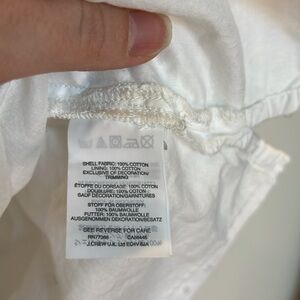 SHELL FABRIC: 100% COTTON
LINING: 100% COTTON
EXCLUSIVE OF DECORATION/
TRIMMING
ÉTOFFE DU CORSAGE: 100% COTON
DOUBLURE: 100% COTON
SAUF DÉCORATION/GARNITURES
STOFF FÜR OBERSTOFF:
100% BAUMWOLLE
FUTTER: 100% BAUMWOLLE
AUSGENOMMEN DEKORATION/BESATZ
SEE REVERSE FOR CARE
RN77388
J.CREW U.K. Ltd